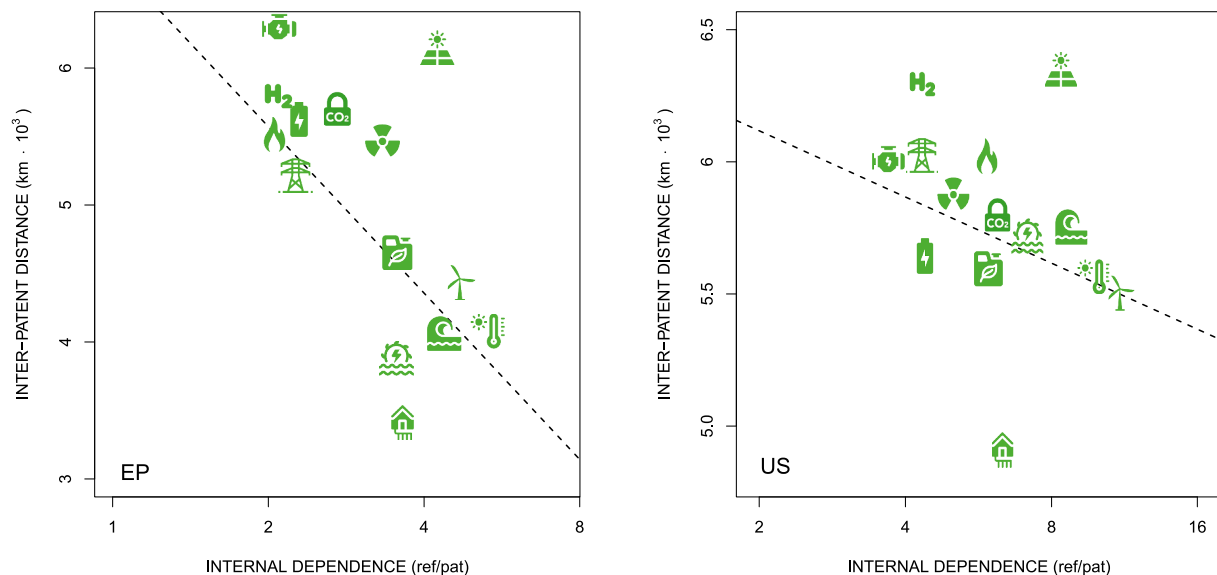 INTER−PATENT DISTANCE (km · 10³)
6
5
4
3
H2
CO2
EP
1 2 4 8
INTERNAL DEPENDENCE (ref/pat)
INTER−PATENT DISTANCE (km · 10³)
6.5
6
5.5
5.0
H2
CO2
US
2 4 8 16
INTERNAL DEPENDENCE (ref/pat)